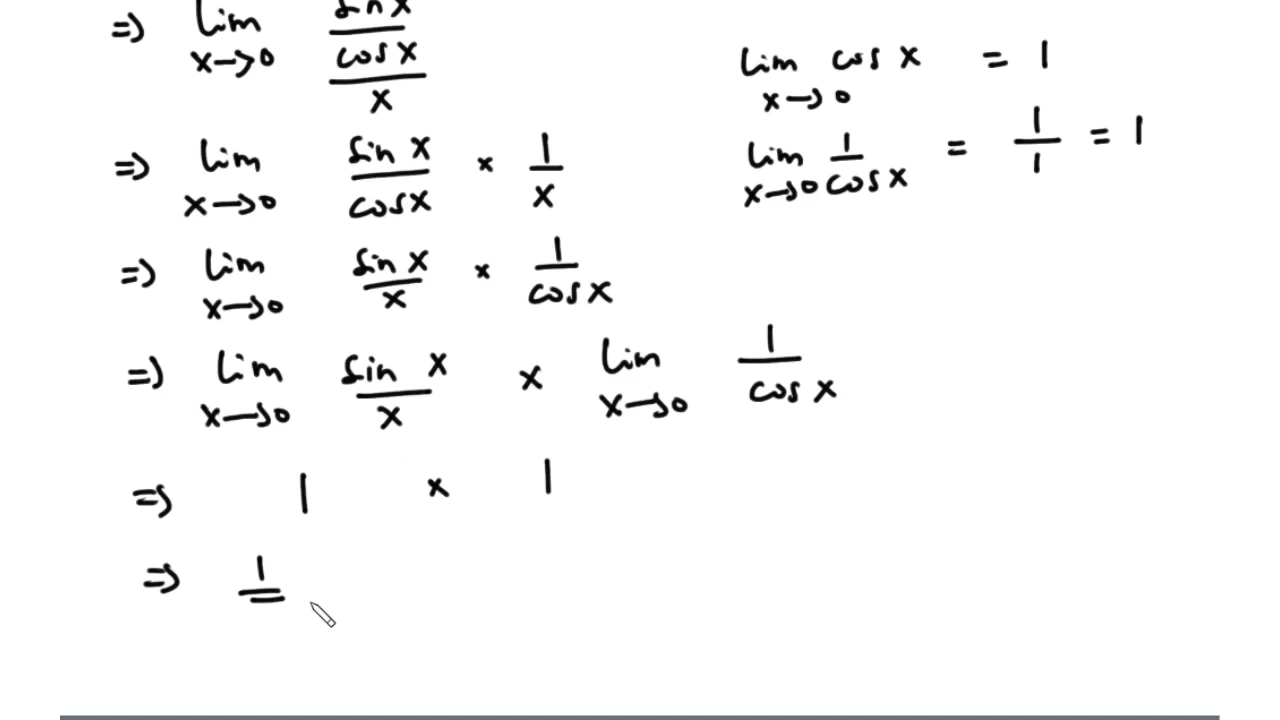 => lim x→0 sin x / cos x / x
=> lim x→0 sin x / cos x × 1 / x
=> lim x→0 sin x / x × 1 / cos x
=> lim x→0 sin x / x × lim x→0 1 / cos x
=> 1 × 1
=> 1
lim x→0 cos x = 1
lim x→0 1 / cos x = 1 / 1 = 1